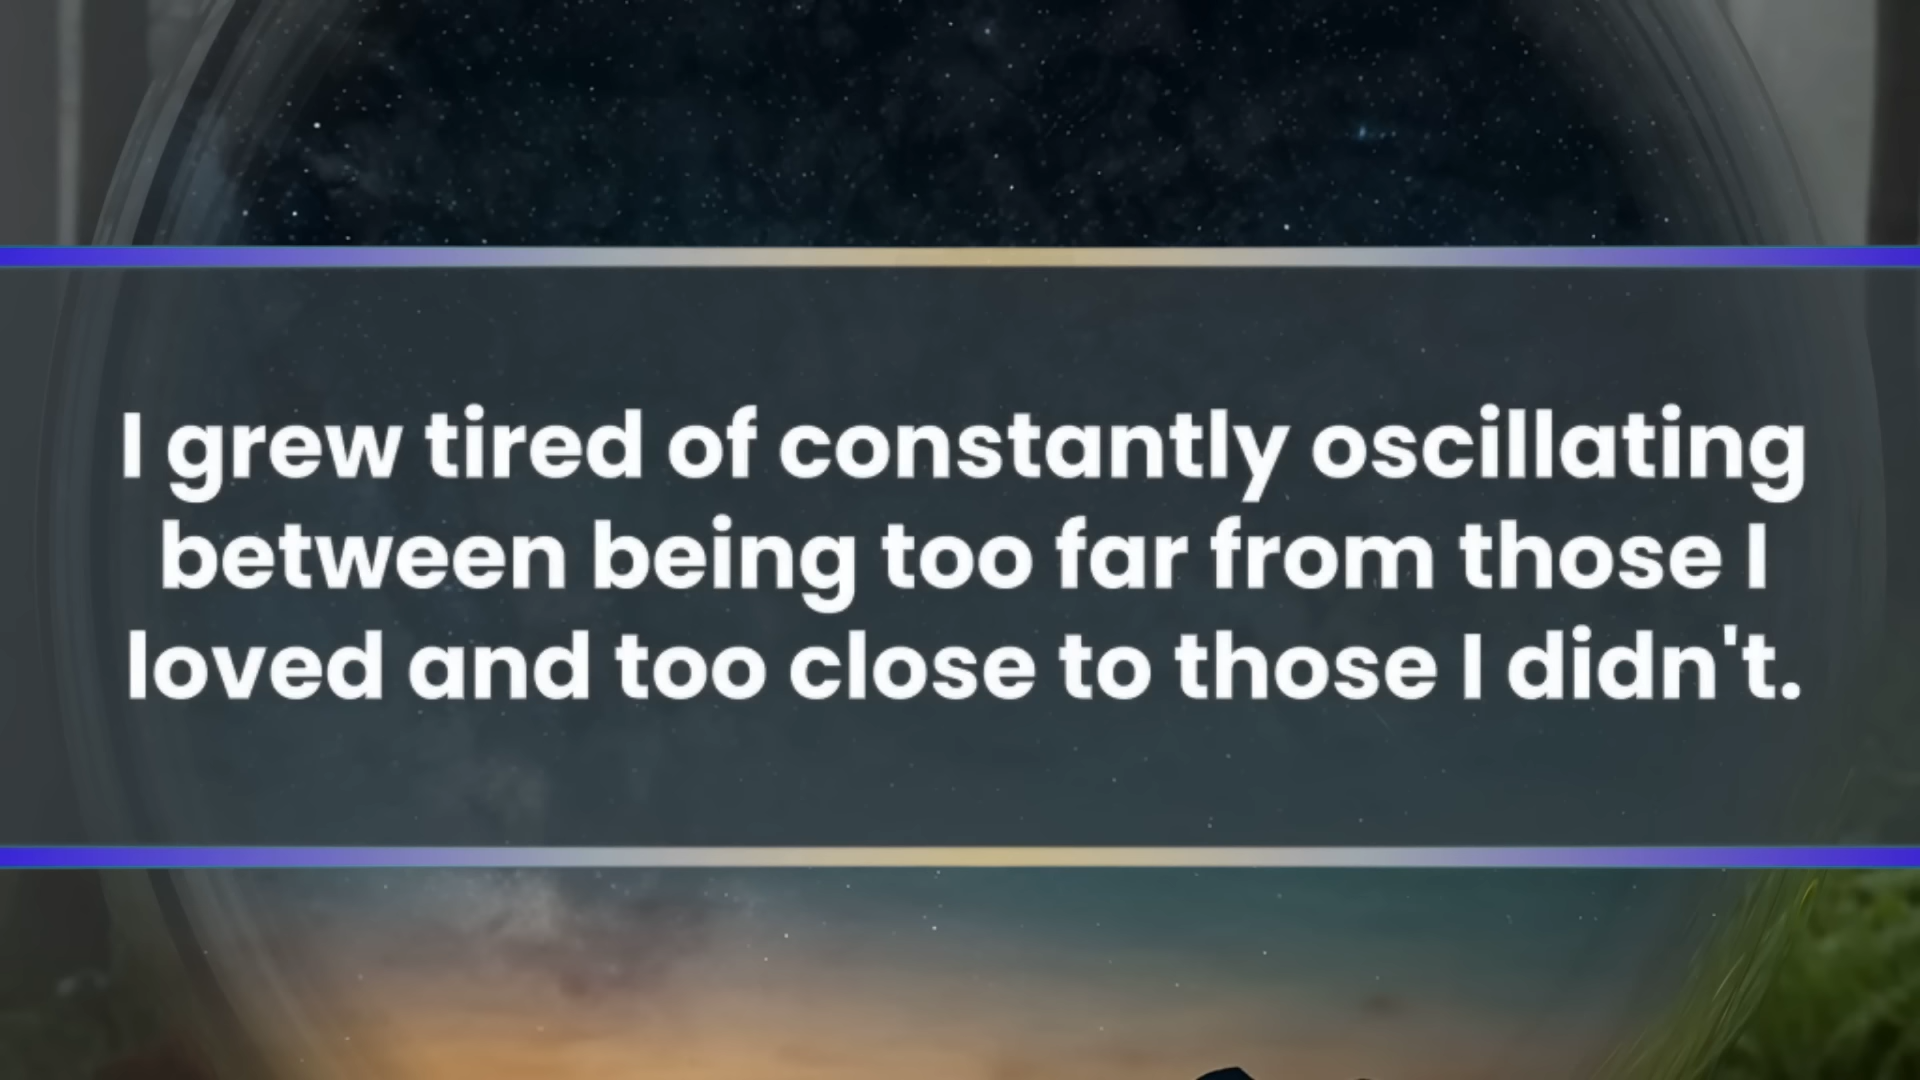 I grew tired of constantly oscillating
between being too far from those I
loved and too close to those I didn't.